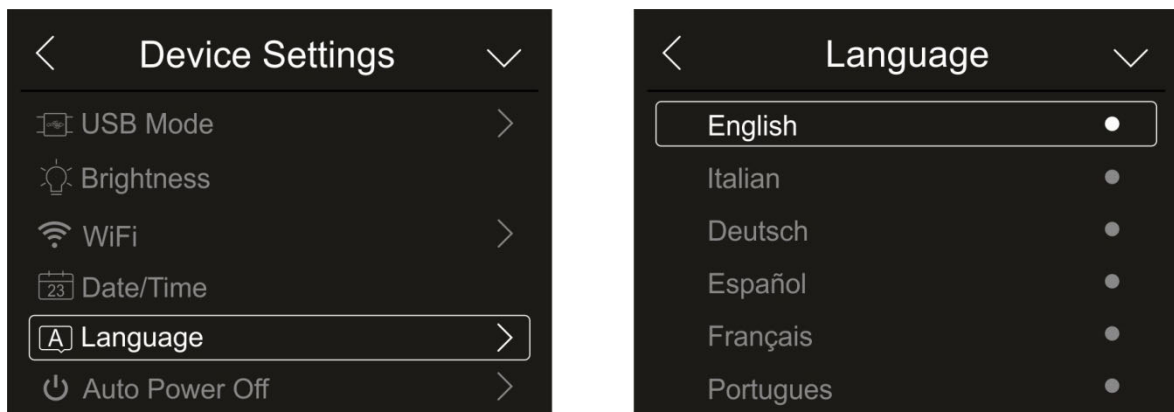 Device Settings
USB Mode
Brightness
WiFi
23 Date/Time
A Language
Auto Power Off
Language
English
Italian
Deutsch
Español
Français
Portugues